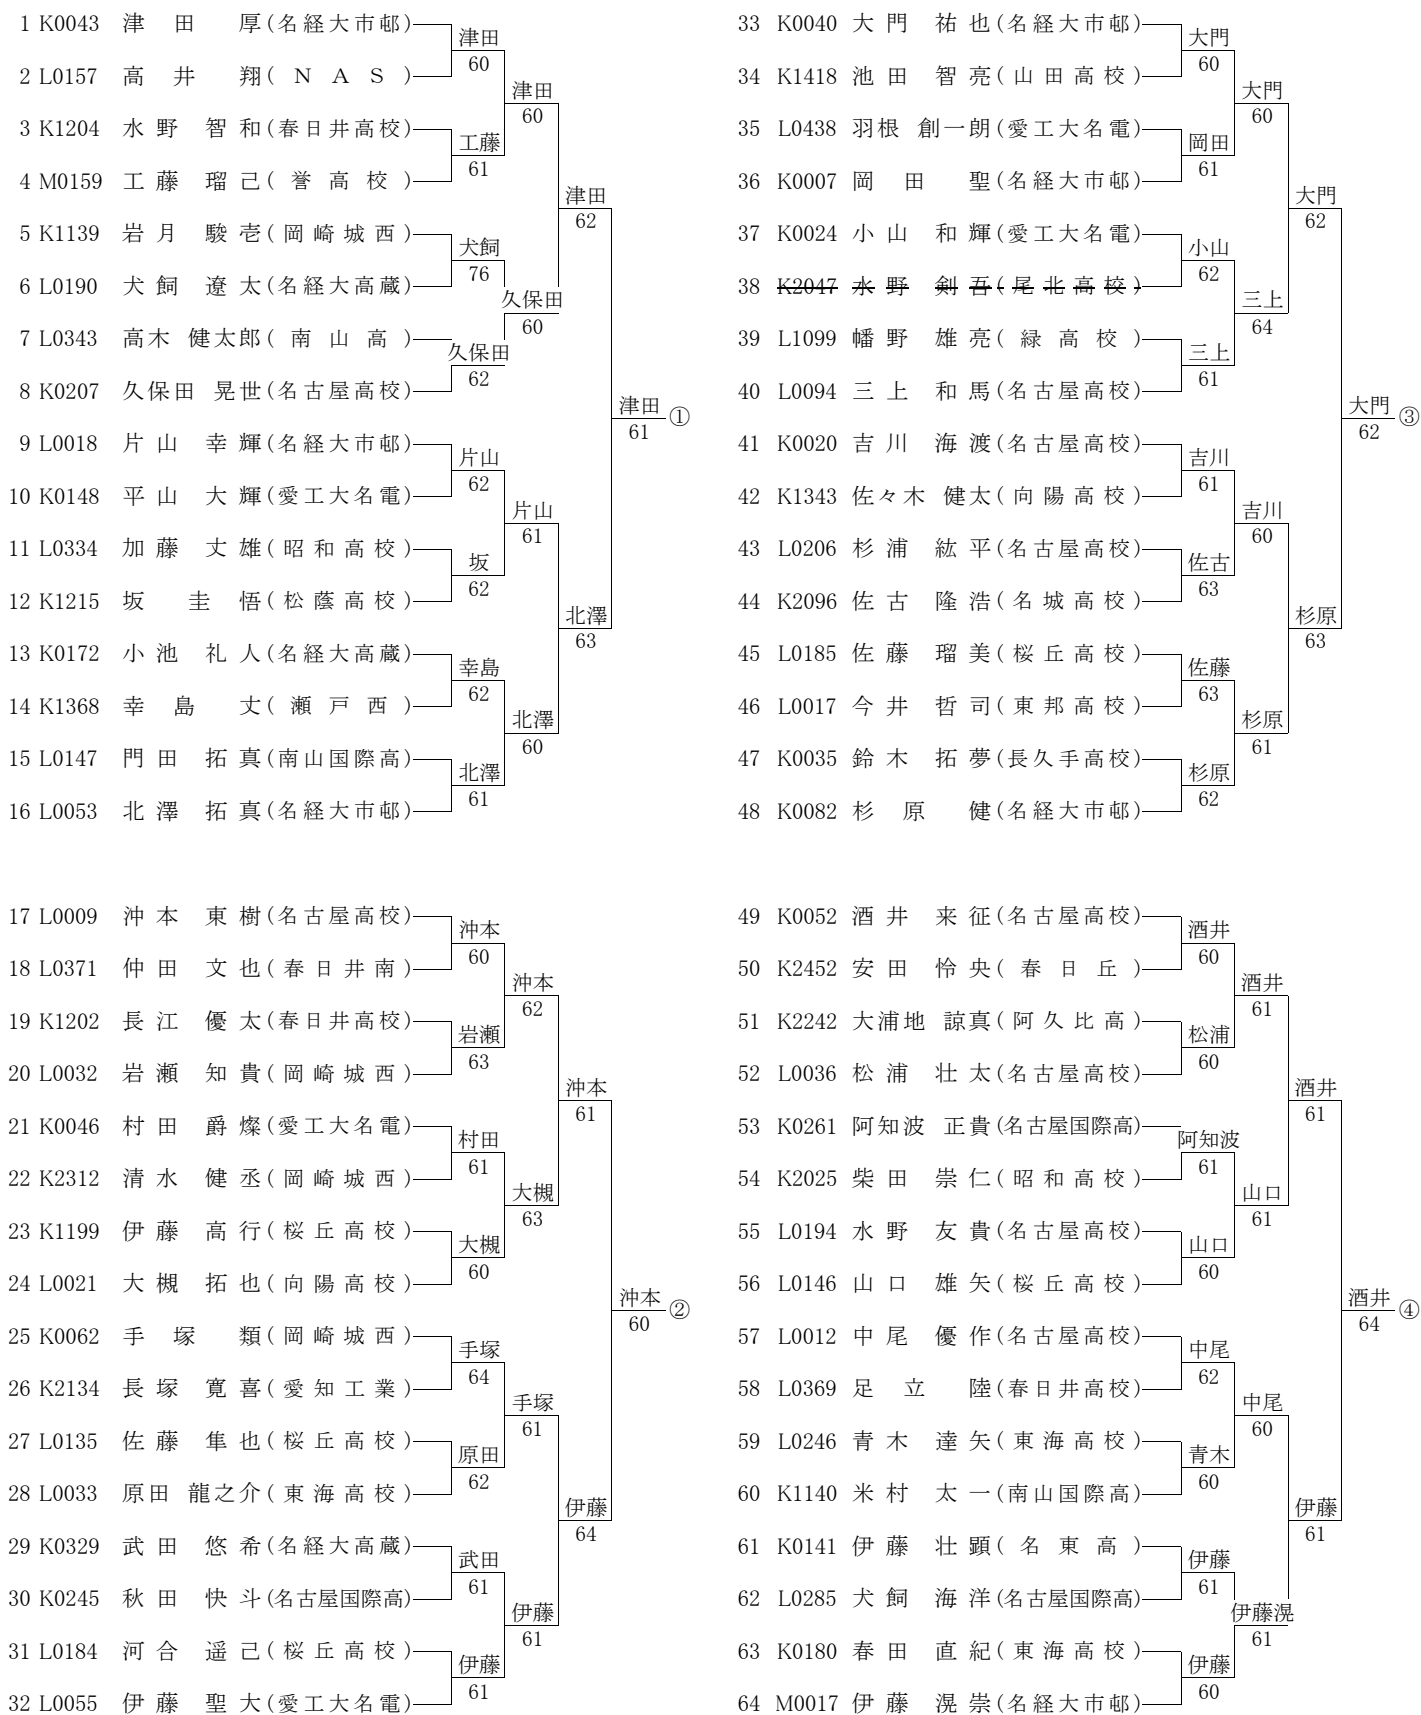 1 K0043 津田 厚(名経大市邨)
津田
60
2 L0157 高井 翔(NAS)
津田
60
3 K1204 水野 智和(春日井高校)
工藤
61
4 M0159 工藤 瑠己(誉高校)
津田
62
5 K1139 岩月 駿壱(岡崎城西)
犬飼
76
6 L0190 犬飼 遼太(名経大高蔵)
久保田
60
7 L0343 高木 健太郎(南山高)
久保田
62
8 K0207 久保田 晃世(名古屋高校)
津田 ①
61
9 L0018 片山 幸輝(名経大市邨)
片山
62
10 K0148 平山 大輝(愛工大名電)
片山
61
11 L0334 加藤 丈雄(昭和高校)
坂
62
12 K1215 坂 圭悟(松蔭高校)
北澤
63
13 K0172 小池 礼人(名経大高蔵)
幸島
62
14 K1368 幸島 丈(瀬戸西)
北澤
60
15 L0147 門田 拓真(南山国際高)
北澤
61
16 L0053 北澤 拓真(名経大市邨)
17 L0009 沖本 東樹(名古屋高校)
沖本
60
18 L0371 仲田 文也(春日井南)
沖本
62
19 K1202 長江 優太(春日井高校)
岩瀬
63
20 L0032 岩瀬 知貴(岡崎城西)
沖本
61
21 K0046 村田 爵燦(愛工大名電)
村田
61
22 K2312 清水 健丞(岡崎城西)
大槻
63
23 K1199 伊藤 高行(桜丘高校)
大槻
60
24 L0021 大槻 拓也(向陽高校)
沖本 ②
60
25 K0062 手塚 類(岡崎城西)
手塚
64
26 K2134 長塚 寛喜(愛知工業)
手塚
61
27 L0135 佐藤 隼也(桜丘高校)
原田
62
28 L0033 原田 龍之介(東海高校)
伊藤
64
29 K0329 武田 悠希(名経大高蔵)
武田
61
30 K0245 秋田 快斗(名古屋国際高)
伊藤
61
31 L0184 河合 遥己(桜丘高校)
伊藤
61
32 L0055 伊藤 聖大(愛工大名電)
33 K0040 大門 祐也(名経大市邨)
大門
60
34 K1418 池田 智亮(山田高校)
大門
60
35 L0438 羽根 創一朗(愛工大名電)
岡田
61
36 K0007 岡田 聖(名経大市邨)
大門
62
37 K0024 小山 和輝(愛工大名電)
小山
62
38 K2047 水野 剣吾(尾北高校)
三上
64
39 L1099 幡野 雄亮(緑高校)
三上
61
40 L0094 三上 和馬(名古屋高校)
大門 ③
62
41 K0020 吉川 海渡(名古屋高校)
吉川
61
42 K1343 佐々木 健太(向陽高校)
吉川
60
43 L0206 杉浦 紘平(名古屋高校)
佐古
63
44 K2096 佐古 隆浩(名城高校)
杉原
63
45 L0185 佐藤 瑠美(桜丘高校)
佐藤
63
46 L0017 今井 哲司(東邦高校)
杉原
61
47 K0035 鈴木 拓夢(長久手高校)
杉原
62
48 K0082 杉原 健(名経大市邨)
49 K0052 酒井 来征(名古屋高校)
酒井
60
50 K2452 安田 怜央(春日丘)
酒井
61
51 K2242 大浦地 諒真(阿久比高)
松浦
60
52 L0036 松浦 壮太(名古屋高校)
酒井
61
53 K0261 阿知波 正貴(名古屋国際高)
阿知波
61
54 K2025 柴田 崇仁(昭和高校)
山口
61
55 L0194 水野 友貴(名古屋高校)
山口
60
56 L0146 山口 雄矢(桜丘高校)
酒井 ④
64
57 L0012 中尾 優作(名古屋高校)
中尾
62
58 L0369 足立 陸(春日井高校)
中尾
60
59 L0246 青木 達矢(東海高校)
青木
60
60 K1140 米村 太一(南山国際高)
伊藤
61
61 K0141 伊藤 壮顕(名東高)
伊藤
61
62 L0285 犬飼 海洋(名古屋国際高)
伊藤滉
61
63 K0180 春田 直紀(東海高校)
伊藤
60
64 M0017 伊藤 滉崇(名経大市邨)